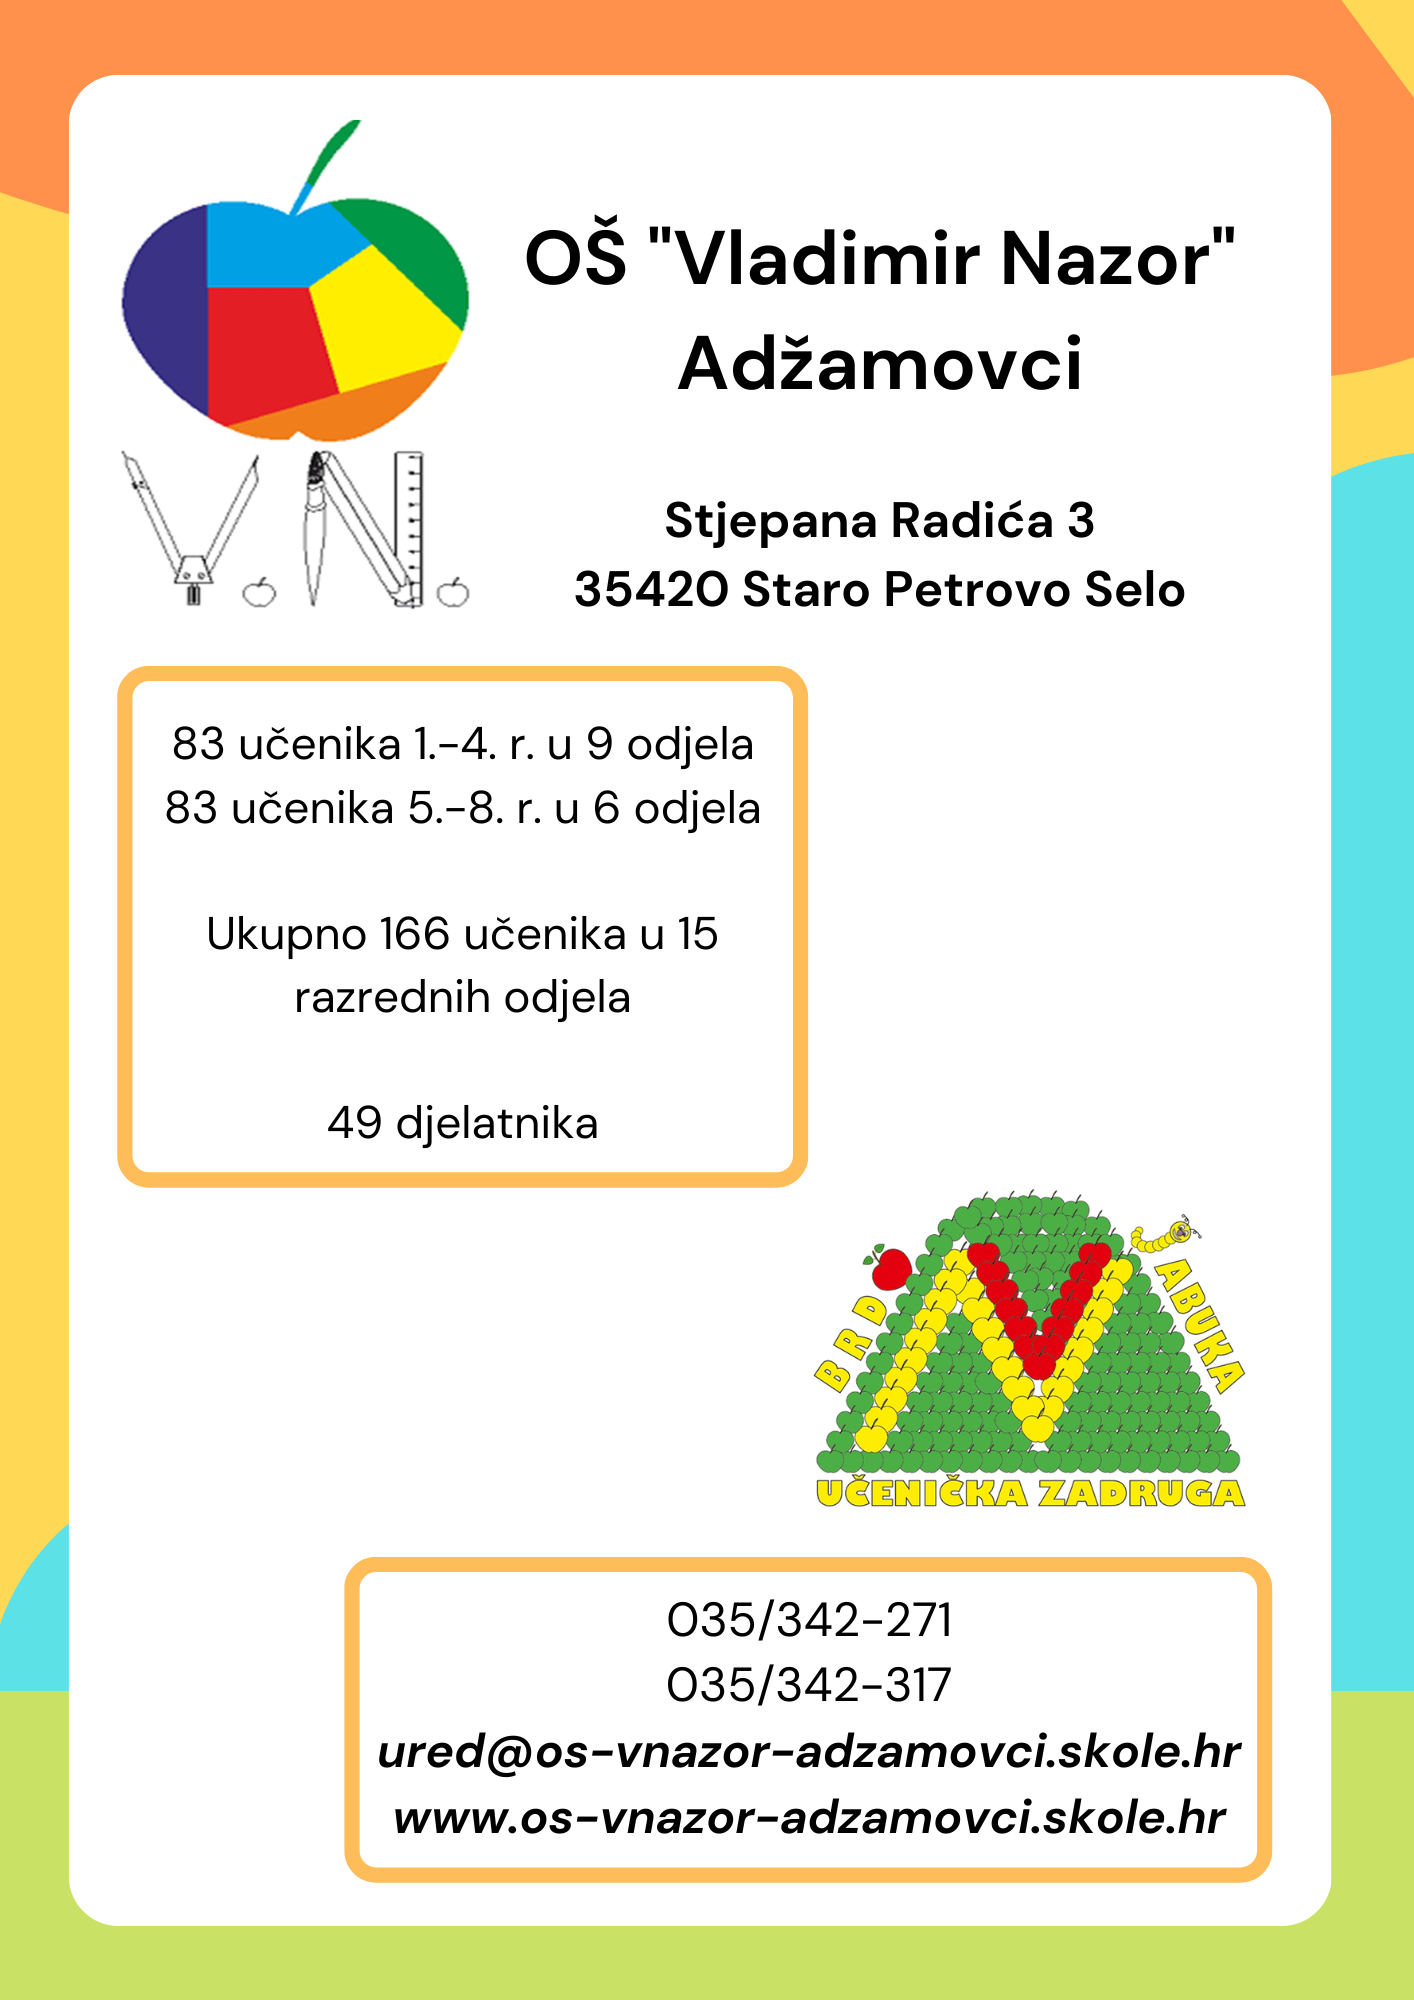 OŠ "Vladimir Nazor"
Adžamovci
Stjepana Radića 3
35420 Staro Petrovo Selo
V N
83 učenika 1.-4. r. u 9 odjela
83 učenika 5.-8. r. u 6 odjela
Ukupno 166 učenika u 15
razrednih odjela
49 djelatnika
BRD ABUKA
UČENIČKA ZADRUGA
035/342-271
035/342-317
ured@os-vnazor-adzamovci.skole.hr
www.os-vnazor-adzamovci.skole.hr